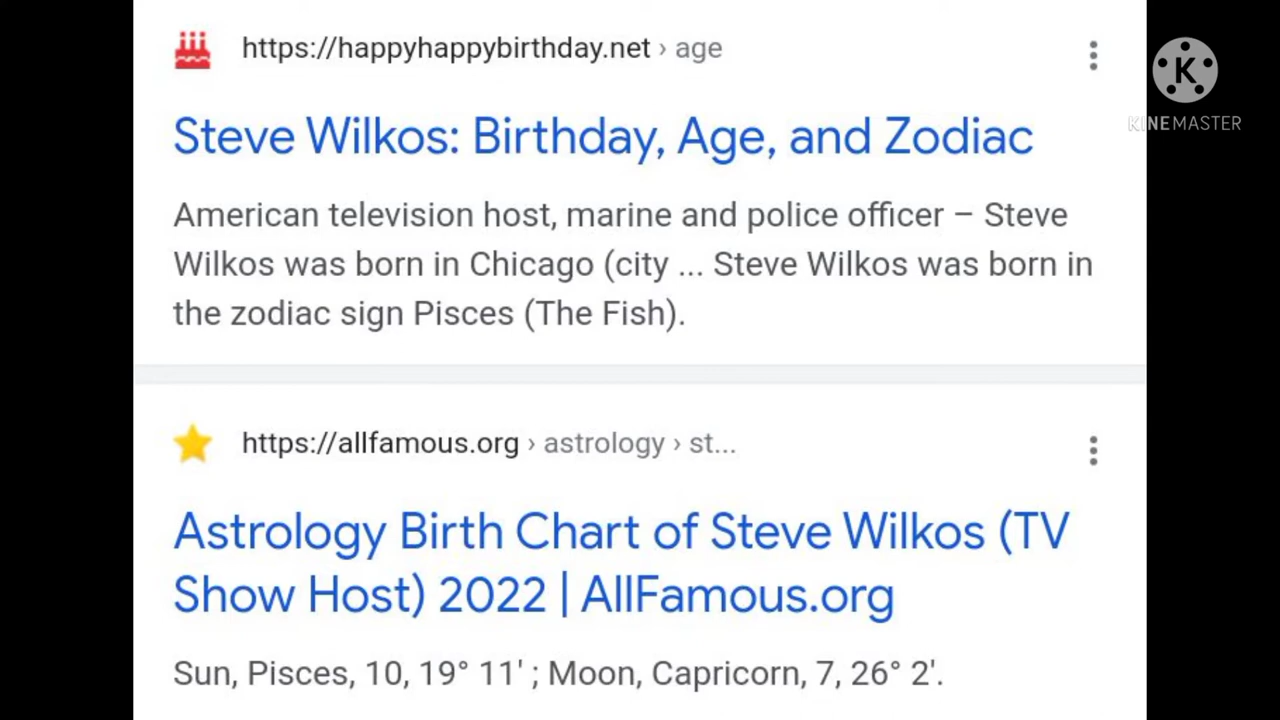 https://happyhappybirthday.net › age
K
KINEMASTER
Steve Wilkos: Birthday, Age, and Zodiac
American television host, marine and police officer – Steve
Wilkos was born in Chicago (city ... Steve Wilkos was born in
the zodiac sign Pisces (The Fish).
https://allfamous.org › astrology › st...
Astrology Birth Chart of Steve Wilkos (TV
Show Host) 2022 | AllFamous.org
Sun, Pisces, 10, 19° 11' ; Moon, Capricorn, 7, 26° 2'.